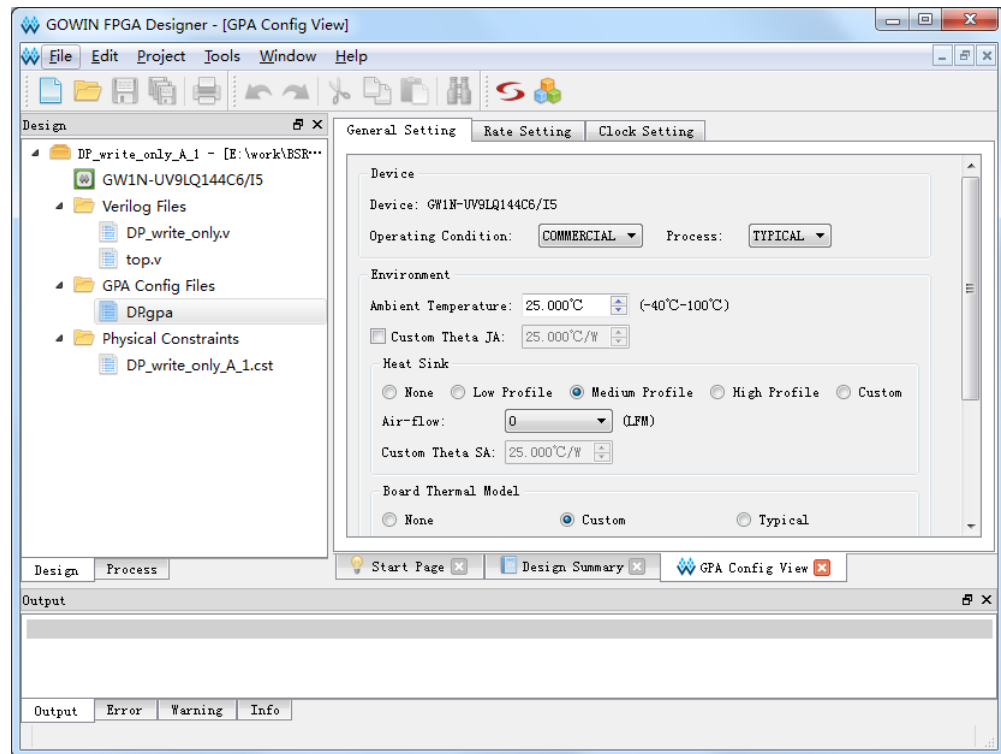 GOWIN FPGA Designer - [GPA Config View]
File Edit Project Tools Window Help
Design
General Setting Rate Setting Clock Setting
DP_write_only_A_1 - [E:\work\BSR···
GW1N-UV9LQ144C6/I5
Verilog Files
DP_write_only.v
top.v
GPA Config Files
DP.gpa
Physical Constraints
DP_write_only_A_1.cst
Device
Device: GW1N-UV9LQ144C6/I5
Operating Condition: COMMERCIAL Process: TYPICAL
Environment
Ambient Temperature: 25.000℃ (-40℃-100℃)
Custom Theta JA: 25.000℃/W
Heat Sink
None Low Profile Medium Profile High Profile Custom
Air-flow: 0 (LFM)
Custom Theta SA: 25.000℃/W
Board Thermal Model
None Custom Typical
Design Process
Start Page Design Summary GPA Config View
Output
Output Error Warning Info